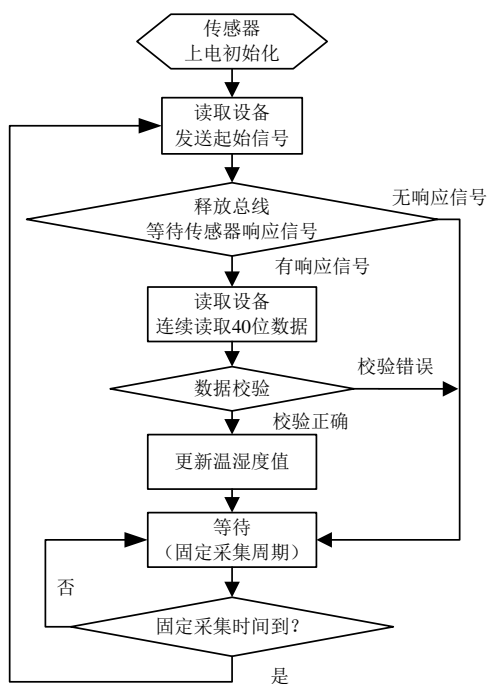 传感器
上电初始化
读取设备
发送起始信号
无响应信号
释放总线
等待传感器响应信号
有响应信号
读取设备
连续读取40位数据
校验错误
数据校验
校验正确
更新温湿度值
等待
（固定采集周期）
否
固定采集时间到？
是